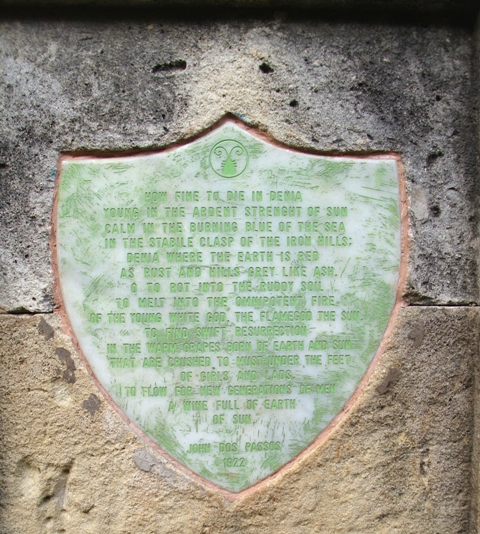 HOW FINE TO DIE IN DENIA
YOUNG IN THE ARDENT STRENGHT OF SUN
CALM IN THE BURNING BLUE OF THE SEA
IN THE STABILE CLASP OF THE IRON HILLS;
DENIA WHERE THE EARTH IS RED
AS RUST AND HILLS GREY LIKE ASH.
O TO ROT INTO THE RUDDY SOIL
TO MELT INTO THE OMNIPOTENT FIRE
OF THE YOUNG WHITE GOD, THE FLAMEGOD THE SUN
TO FIND SWIFT RESURRECTION
IN THE WARM GRAPES BORN OF EARTH AND SUN
THAT ARE CRUSHED TO MUST UNDER THE FEET
OF GIRLS AND LADS
TO FLOW FOR NEW GENERATIONS OF MEN
A WINE FULL OF EARTH
OF SUN.
JOHN DOS PASSOS
1922